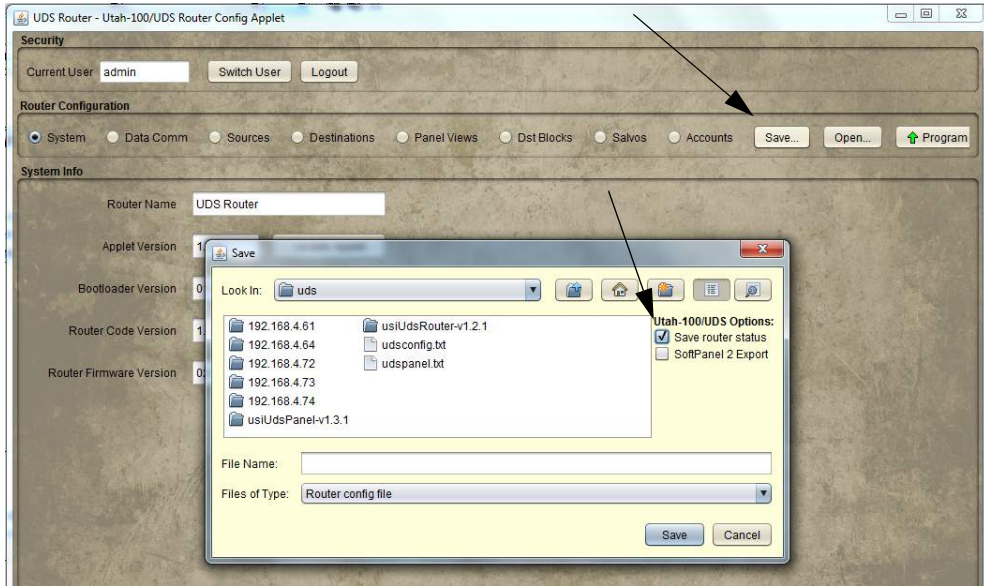 UDS Router - Utah-100/UDS Router Config Applet
Security
Current User admin Switch User Logout
Router Configuration
System Data Comm Sources Destinations Panel Views Dst Blocks Salvos Accounts Save... Open... Program
System Info
Router Name UDS Router
Applet Version 1.
Bootloader Version 0
Router Code Version 1.
Router Firmware Version
Save
Look In: uds
192.168.4.61 usiUdsRouter-v1.2.1
192.168.4.64 udsconfig.txt
192.168.4.72 udspanel.txt
192.168.4.73
192.168.4.74
usiUdsPanel-v1.3.1
Utah-100/UDS Options:
Save router status
SoftPanel 2 Export
File Name:
Files of Type: Router config file
Save Cancel